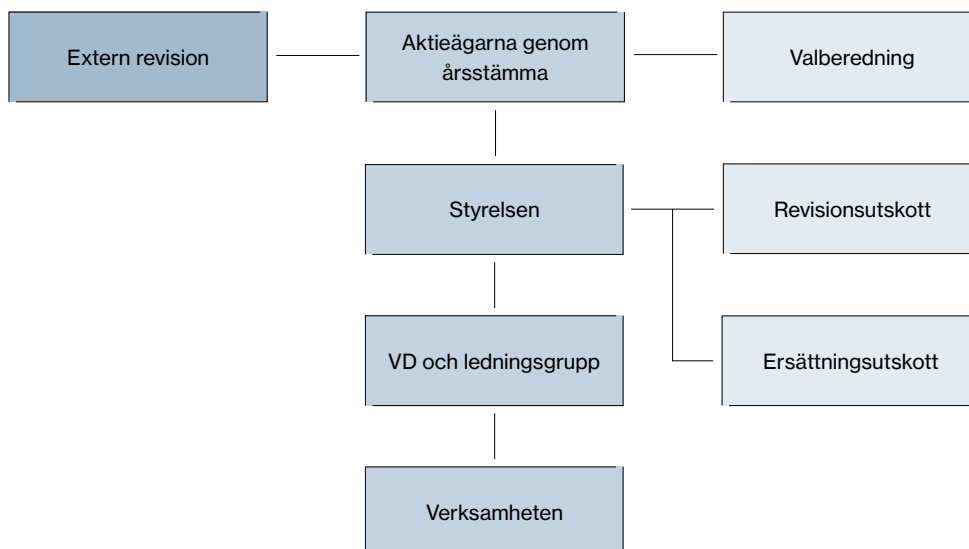 Extern revision
Aktieägarna genom
årsstämma
Valberedning
Styrelsen
Revisionsutskott
VD och ledningsgrupp
Ersättningsutskott
Verksamheten